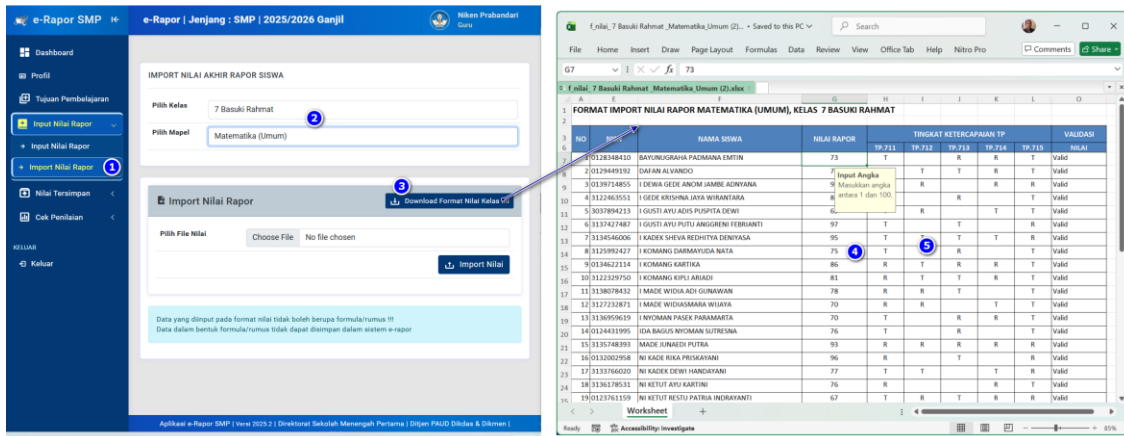 e-Rapor SMP
e-Rapor | Jenjang : SMP | 2025/2026 Ganjil
Niken Prabandari
Guru
Dashboard
Profil
Tujuan Pembelajaran
Input Nilai Rapor
Input Nilai Rapor
Import Nilai Rapor
1
Nilai Tersimpan
Cek Penilaian
KELUAR
Keluar
IMPORT NILAI AKHIR RAPOR SISWA
Pilih Kelas
7 Basuki Rahmat
2
Pilih Mapel
Matematika (Umum)
3
Import Nilai Rapor
Download Format Nilai Kelas
Pilih File Nilai
Choose File No file chosen
Import Nilai
Data yang diinput pada format nilai tidak boleh berupa formula/rumus !!!
Data dalam bentuk formula/rumus tidak dapat disimpan dalam sistem e-rapor
Aplikasi e-Rapor SMP ( Versi 2025.2 ) Direktorat Sekolah Menengah Pertama | Ditjen PAUD Dikdas & Dikmen |
f_nilai_7 Basuki Rahmat _Matematika_Umum (2)... • Saved to this PC
Search
File Home Insert Draw Page Layout Formulas Data Review View Office Tab Help Nitro Pro
Comments Share
G7 fx 73
f_nilai_7 Basuki Rahmat _Matematika_Umum (2).xlsx
A E F G H I J K L O
1 FORMAT IMPORT NILAI RAPOR MATEMATIKA (UMUM), KELAS 7 BASUKI RAHMAT
2
3 NO NAMA SISWA NILAI RAPOR TINGKAT KETERCAPAIAN TP VALIDASI
6 TP.711 TP.712 TP.713 TP.714 TP.715 NILAI
7 1 0128348410 BAYUNUGRAHA PADMANA EMTIN 73 T R R T Valid
2 0129449192 DAFAN ALVANDO T T R T Valid
3 0139714855 I DEWA GEDE ANOM JAMBE ADNYANA R R R Valid
4 3122463551 I GEDE KRISHNA JAYA WIRANTARA R T Valid
5 3037894213 I GUSTI AYU ADIS PUSPITA DEWI R T T Valid
6 3137427487 I GUSTI AYU PUTU ANGGRENI FEBRIANTI 97 T T R Valid
7 3134546006 I KADEK SHEVA REDHITYA DENIYASA 95 T T T R Valid
8 3125992427 I KOMANG DARMAYUDA NATA 75 T R T Valid
9 0134622114 I KOMANG KARTIKA 86 R T R R T Valid
10 3122329750 I KOMANG KIPLI ARIADI 81 R T T R T Valid
11 3138078432 I MADE WIDIA ADI GUNAWAN 78 R R T T Valid
12 3127232871 I MADE WIDIASMARA WIJAYA 70 R R T T Valid
13 3136959619 I NYOMAN PASEK PARAMARTA 70 T R R T Valid
14 0124431995 IDA BAGUS NYOMAN SUTRESNA 76 T R T Valid
15 3135748393 MADE JUNAEDI PUTRA 93 R R R R T Valid
16 0132002958 NI KADE RIKA PRISKAYANI 96 R T R Valid
17 3133766020 NI KADEK DEWI HANDAYANI 77 T T T R Valid
18 3136178531 NI KETUT AYU KARTINI 76 R R T Valid
19 0123761159 NI KETUT RESTU PATRIA INDRAYANTI 67 T R T R T Valid
Input Angka
Masukkan angka
antara 1 dan 100.
4
5
Worksheet
Ready Accessibility: Investigate 85%